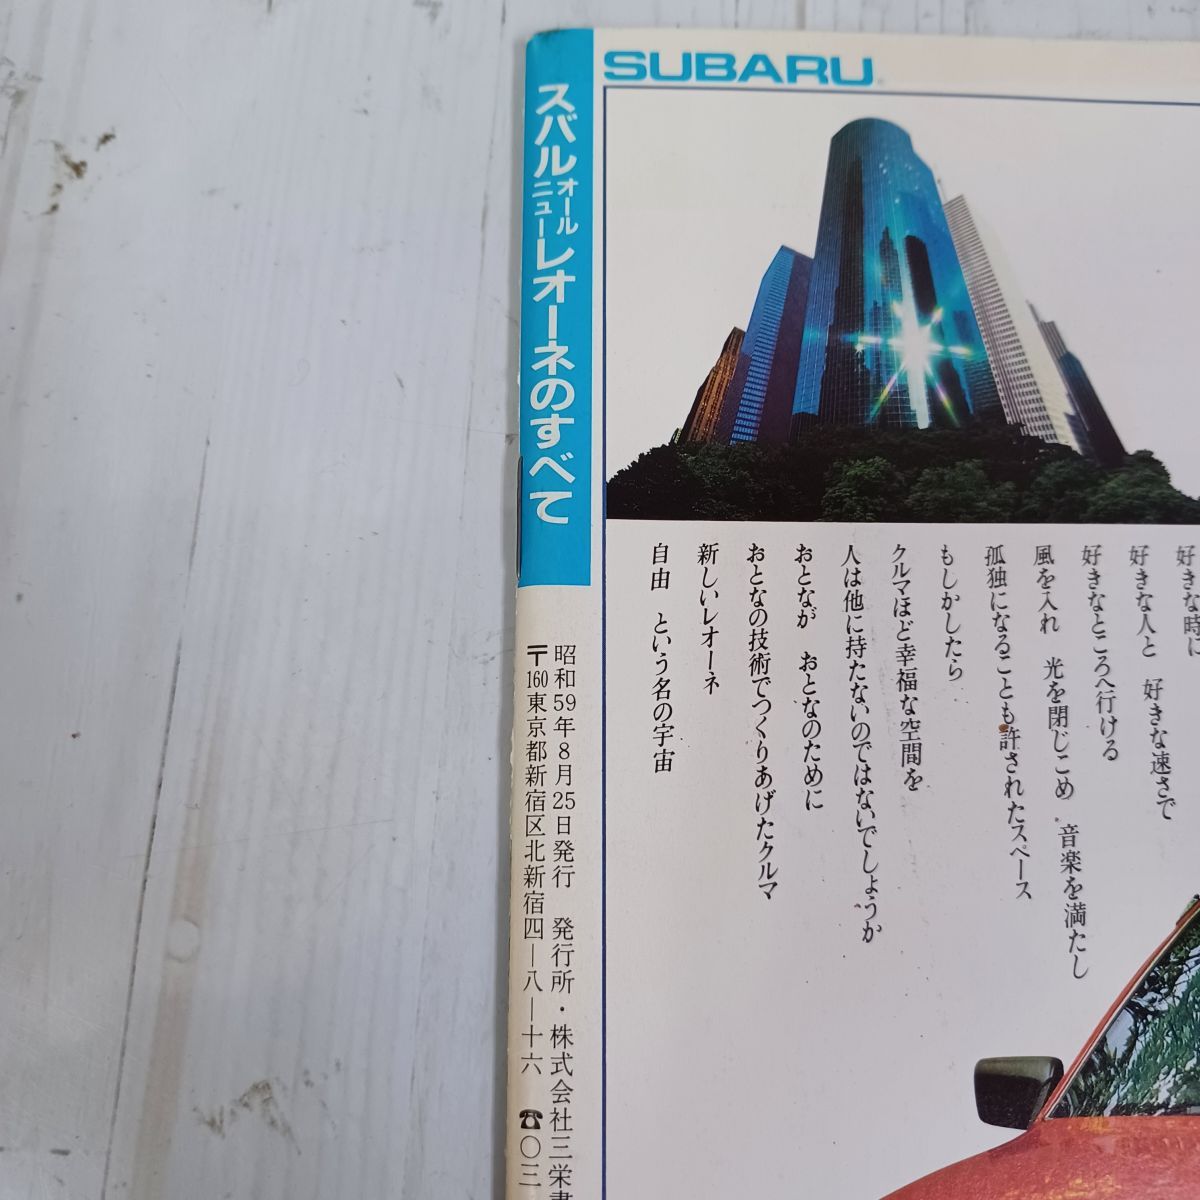 SUBARU
スバルオールニューレオーネのすべて
昭和59年8月25日発行 発行所・株式会社三栄書
〒160東京都新宿区北新宿四―八―十六 ☎〇三
好きな時に
好きな人と 好きな速さで
好きなところへ行ける
風を入れ 光を閉じこめ 音楽を満たし
孤独になることも許されたスペース
もしかしたら
クルマほど幸福な空間を
人は他に持たないのではないでしょうか
おとなが おとなのために
おとなの技術でつくりあげたクルマ
新しいレオーネ
自由 という名の宇宙